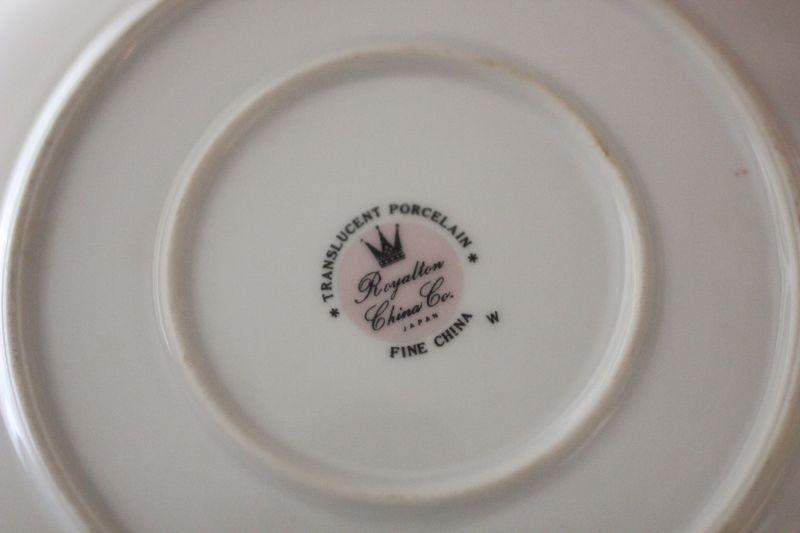 * TRANSLUCENT PORCELAIN *
Royalton
China Co.
JAPAN
FINE CHINA
W